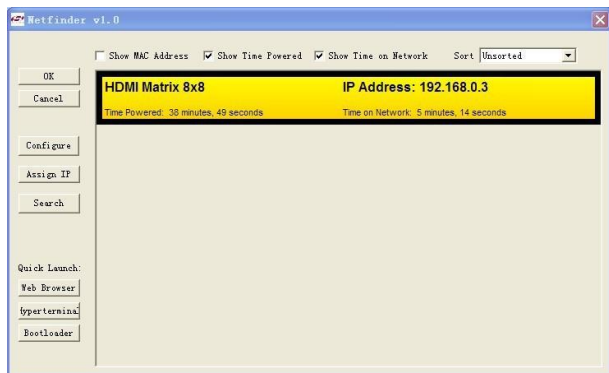 Netfinder v1.0
Show MAC Address Show Time Powered Show Time on Network Sort Unsorted
OK
Cancel
HDMI Matrix 8x8 IP Address: 192.168.0.3
Time Powered: 38 minutes, 49 seconds Time on Network: 5 minutes, 14 seconds
Configure
Assign IP
Search
Quick Launch:
Web Browser
Hyperterminal
Bootloader